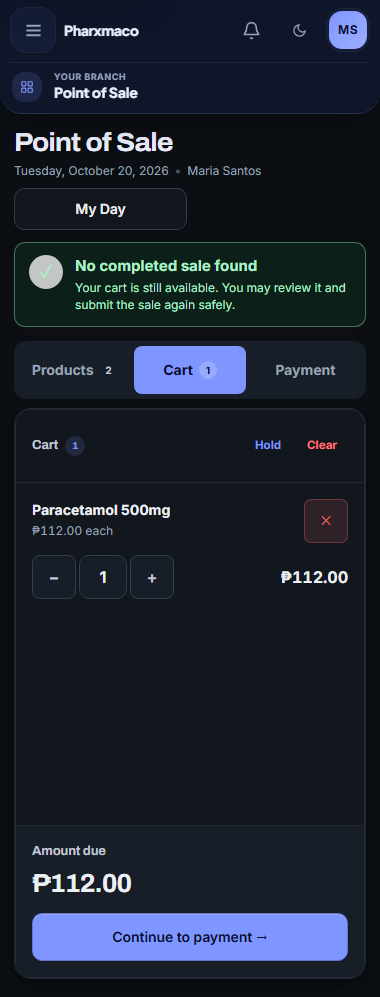 Pharxmaco
MS
YOUR BRANCH
Point of Sale
Point of Sale
Tuesday, October 20, 2026 • Maria Santos
My Day
✓ No completed sale found
Your cart is still available. You may review it and
submit the sale again safely.
Products 2 Cart 1 Payment
Cart 1 Hold Clear
Paracetamol 500mg
₱112.00 each
× 
− 1 + ₱112.00
Amount due
₱112.00
Continue to payment →